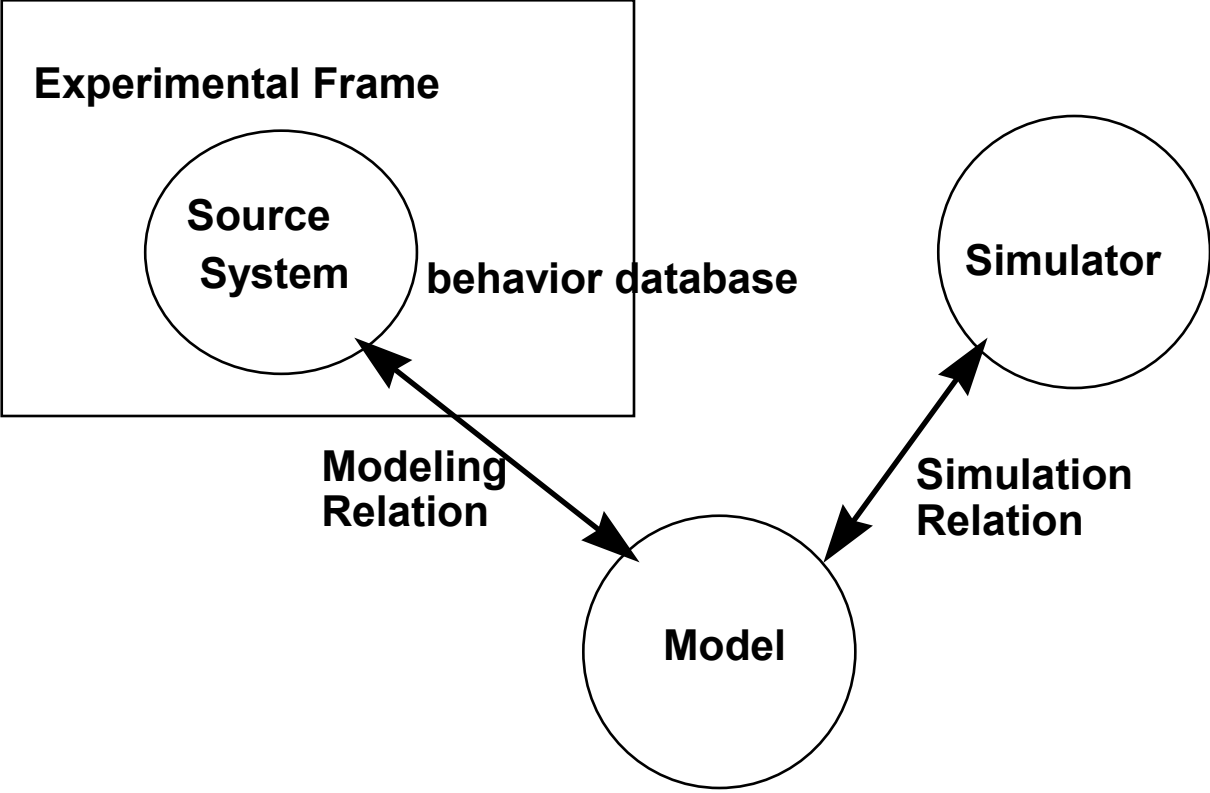 Experimental Frame
Source
System
behavior database
Simulator
Modeling
Relation
Simulation
Relation
Model